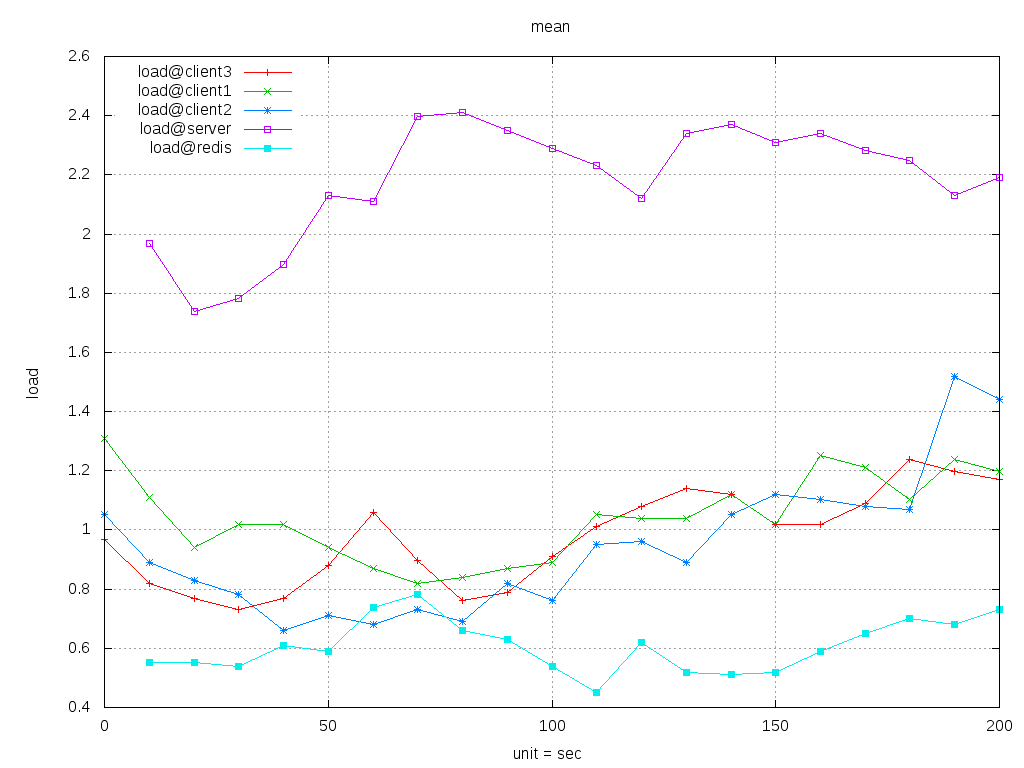 mean
load@client3
load@client1
load@client2
load@server
load@redis
2.6
2.4
2.2
2
1.8
1.6
1.4
1.2
1
0.8
0.6
0.4
load
0 50 100 150 200
unit = sec